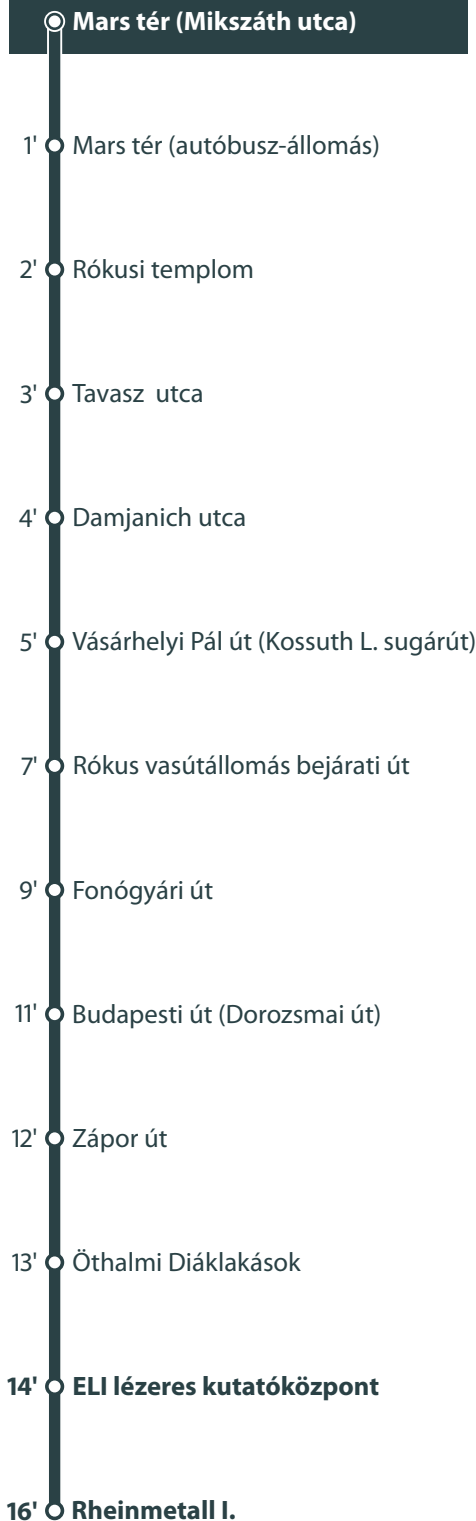 Mars tér (Mikszáth utca)
1' Mars tér (autóbusz-állomás)
2' Rókusi templom
3' Tavasz utca
4' Damjanich utca
5' Vásárhelyi Pál út (Kossuth L. sugárút)
7' Rókus vasútállomás bejárati út
9' Fonógyári út
11' Budapesti út (Dorozsmai út)
12' Zápor út
13' Öthalmi Diáklakások
14' ELI lézeres kutatóközpont
16' Rheinmetall I.